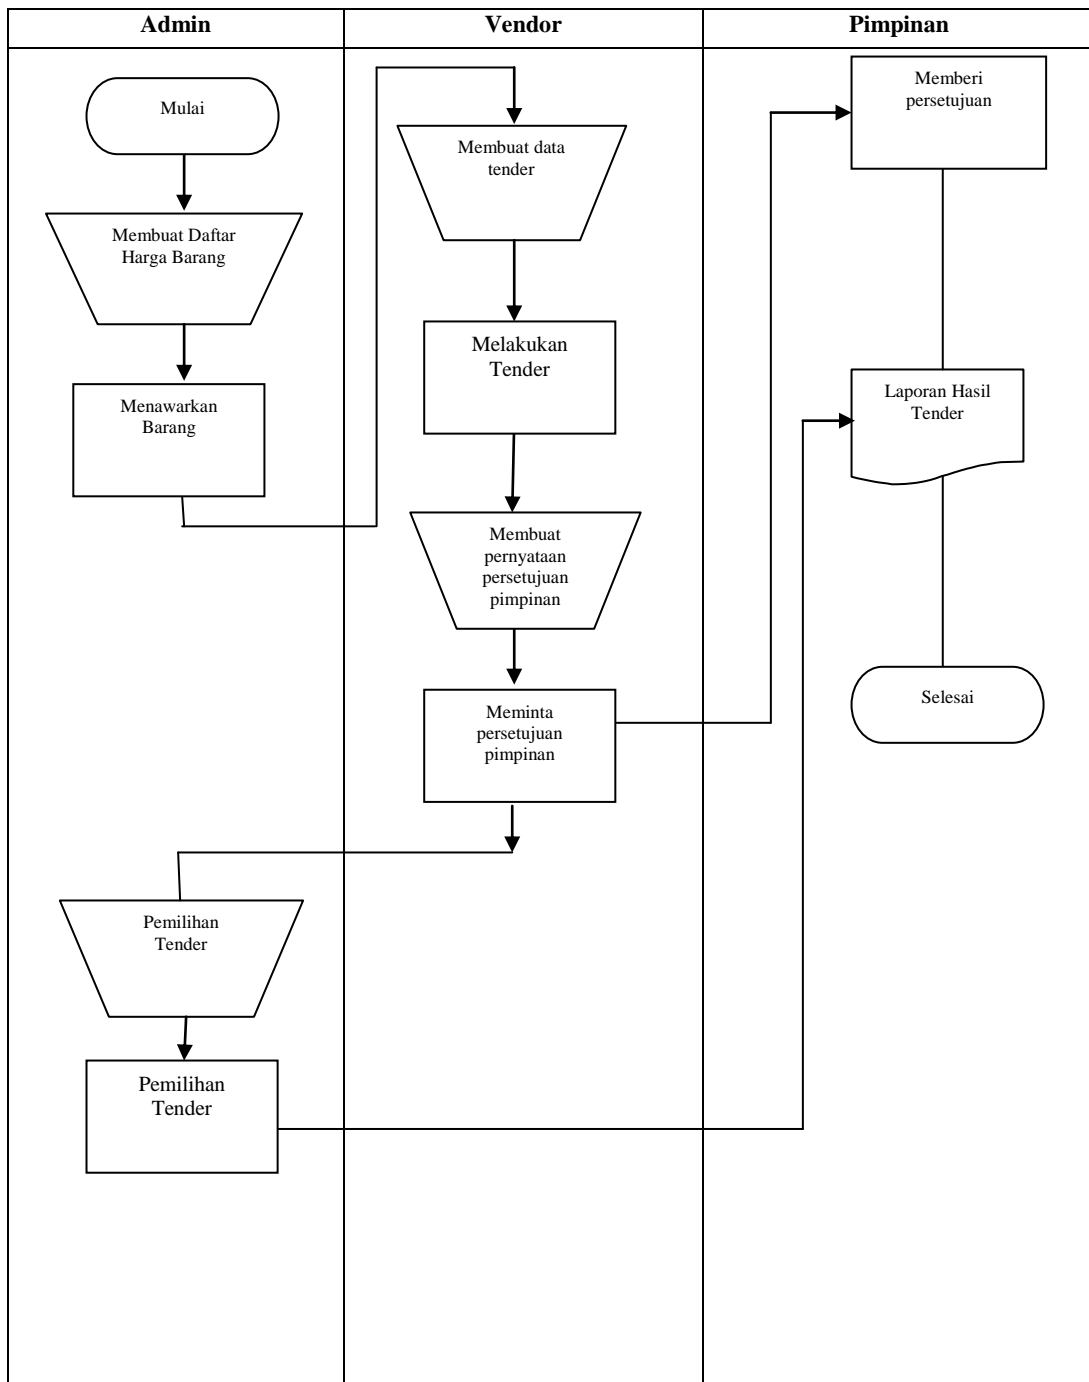 Admin
Vendor
Pimpinan
Mulai
Membuat Daftar
Harga Barang
Menawarkan
Barang
Membuat data
tender
Melakukan
Tender
Membuat
pernyataan
persetujuan
pimpinan
Meminta
persetujuan
pimpinan
Memberi
persetujuan
Laporan Hasil
Tender
Selesai
Pemilihan
Tender
Pemilihan
Tender